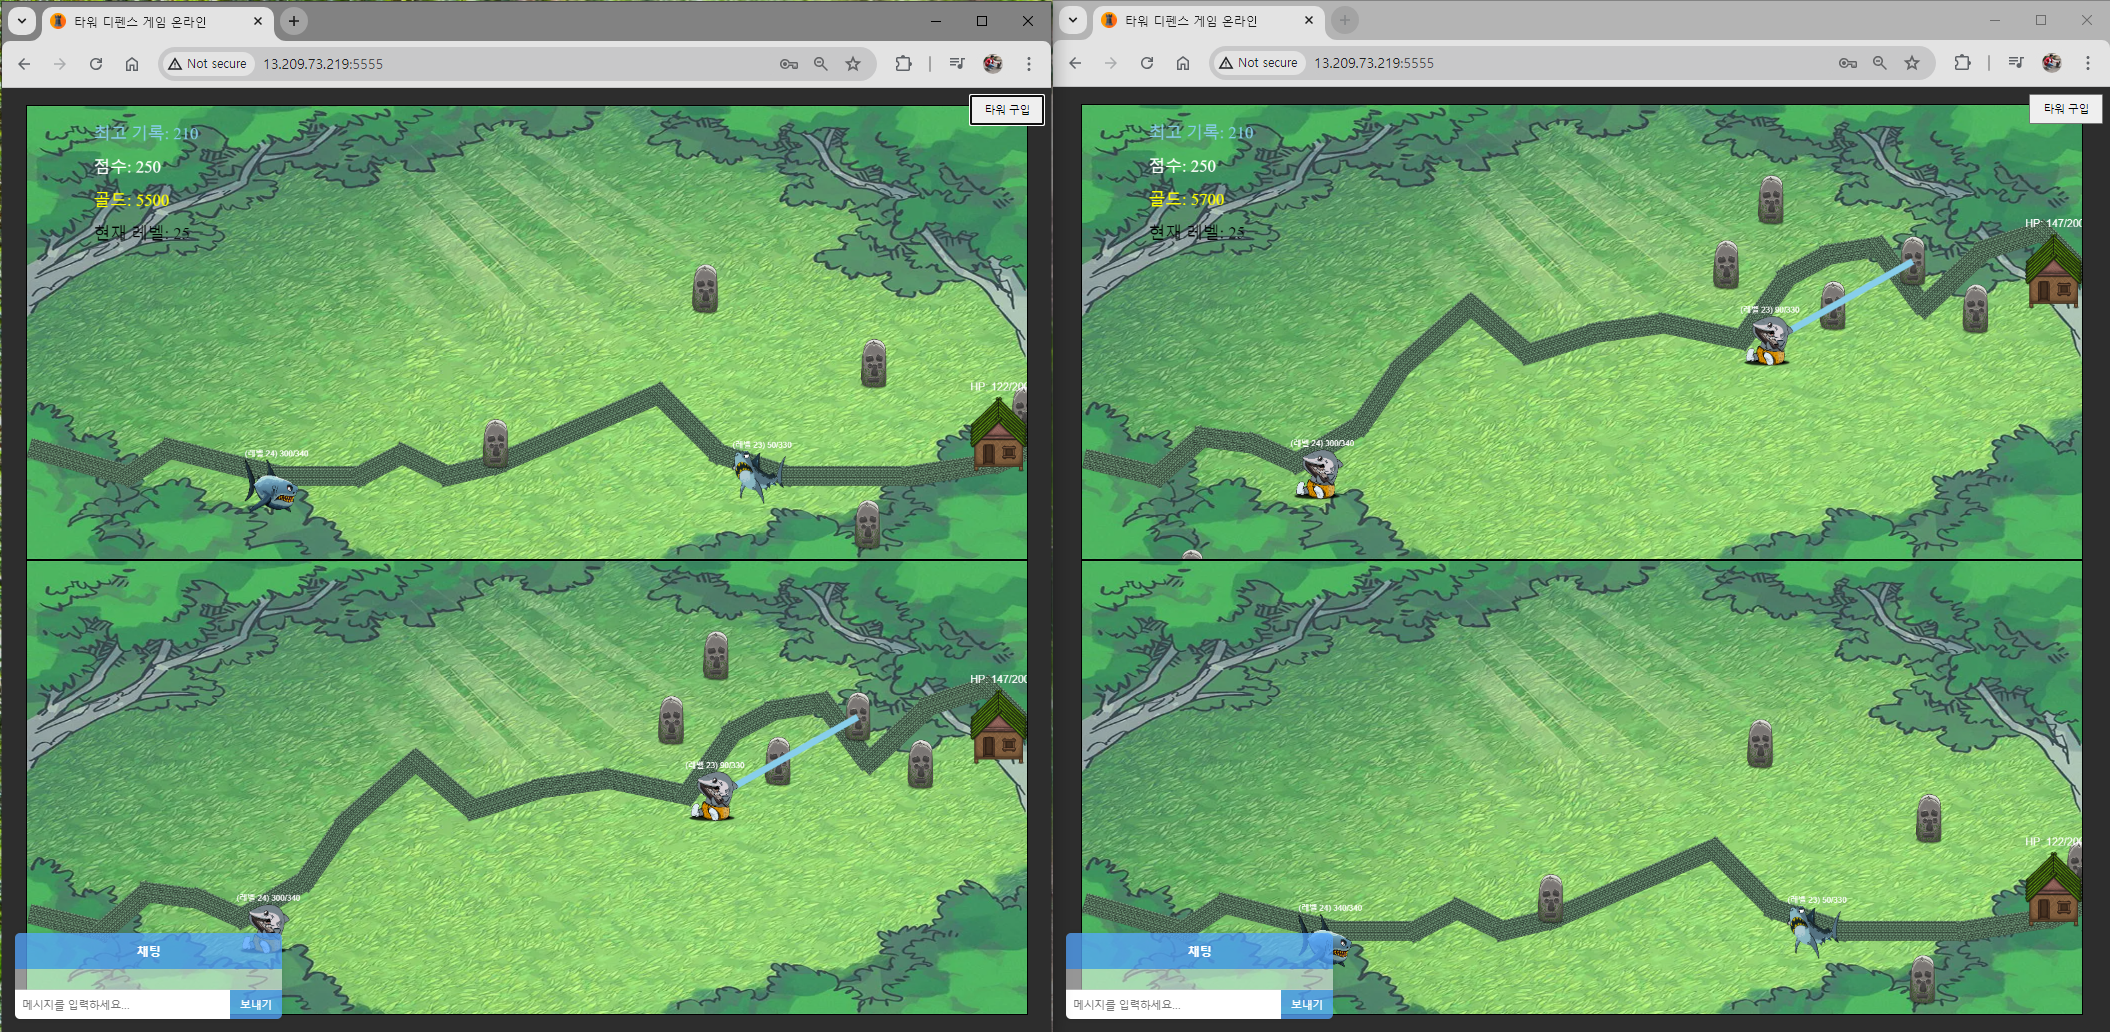 타워 디펜스 게임 온라인
Not secure
13.209.73.219:5555
타워 구입
최고 기록: 210
점수: 250
골드: 5500
현재 레벨: 25
HP: 122/200
(레벨 24) 300/340
(레벨 23) 50/330
HP: 147/200
(레벨 23) 90/330
(레벨 24) 300/340
채팅
메시지를 입력하세요...
보내기
타워 디펜스 게임 온라인
Not secure
13.209.73.219:5555
타워 구입
최고 기록: 210
점수: 250
골드: 5700
현재 레벨: 25
HP: 147/200
(레벨 23) 90/330
(레벨 24) 300/340
HP: 122/200
(레벨 24) 340/340
(레벨 23) 50/330
채팅
메시지를 입력하세요...
보내기